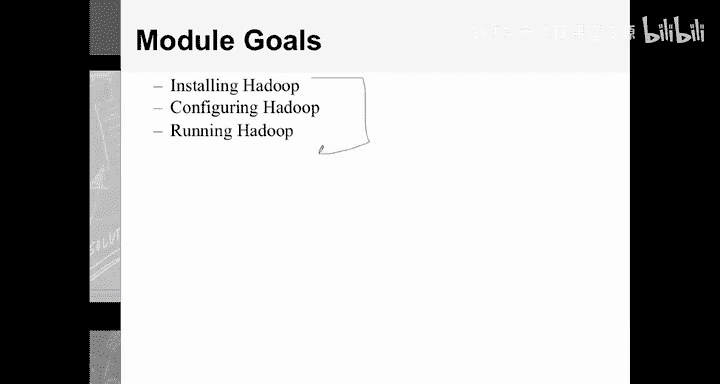 Module Goals
bilibili
– Installing Hadoop
– Configuring Hadoop
– Running Hadoop